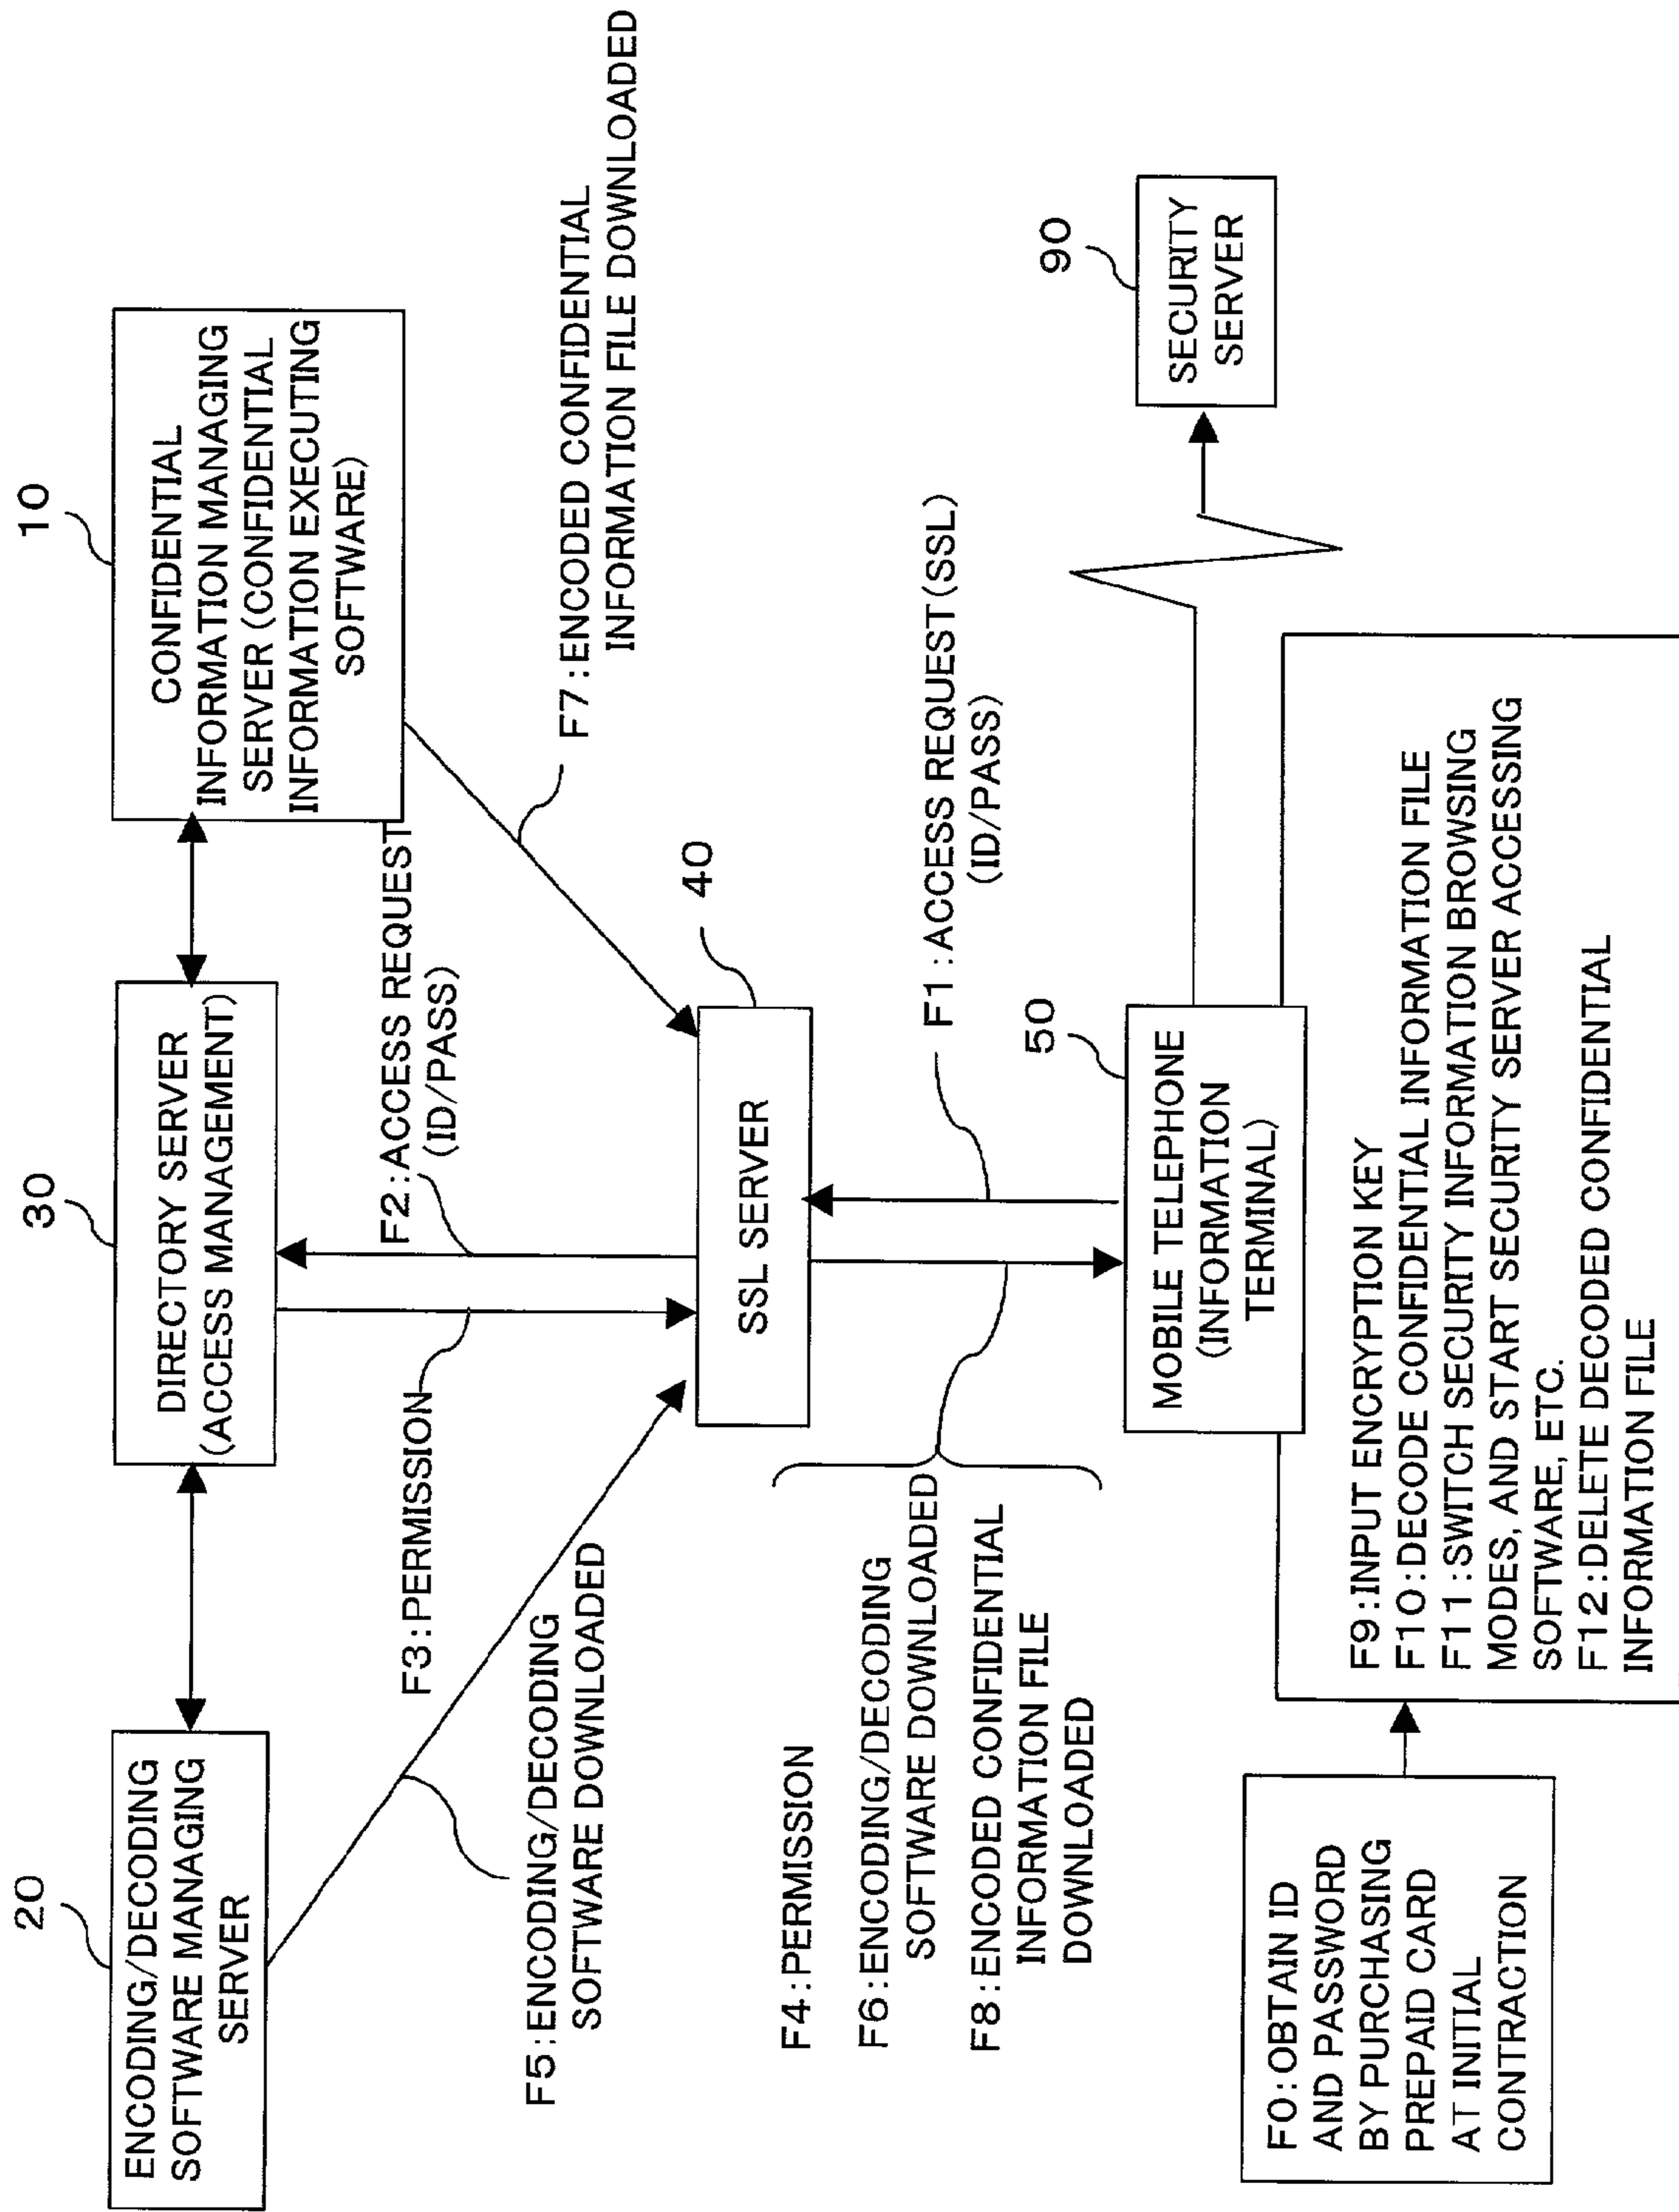 20
ENCODING/DECODING
SOFTWARE MANAGING
SERVER
30
DIRECTORY SERVER
(ACCESS MANAGEMENT)
10
CONFIDENTIAL
INFORMATION MANAGING
SERVER (CONFIDENTIAL
INFORMATION EXECUTING
SOFTWARE)
F3:PERMISSION
F2:ACCESS REQUEST
(ID/PASS)
F5:ENCODING/DECODING
SOFTWARE DOWNLOADED
F7:ENCODED CONFIDENTIAL
INFORMATION FILE DOWNLOADED
40
SSL SERVER
F4:PERMISSION
F6:ENCODING/DECODING
SOFTWARE DOWNLOADED
F8:ENCODED CONFIDENTIAL
INFORMATION FILE
DOWNLOADED
F1:ACCESS REQUEST(SSL)
(ID/PASS)
50
MOBILE TELEPHONE
(INFORMATION
TERMINAL)
90
SECURITY
SERVER
F0:OBTAIN ID
AND PASSWORD
BY PURCHASING
PREPAID CARD
AT INITIAL
CONTRACTION
F9:INPUT ENCRYPTION KEY
F10:DECODE CONFIDENTIAL INFORMATION FILE
F11:SWITCH SECURITY INFORMATION BROWSING
MODES, AND START SECURITY SERVER ACCESSING
SOFTWARE, ETC.
F12:DELETE DECODED CONFIDENTIAL
INFORMATION FILE